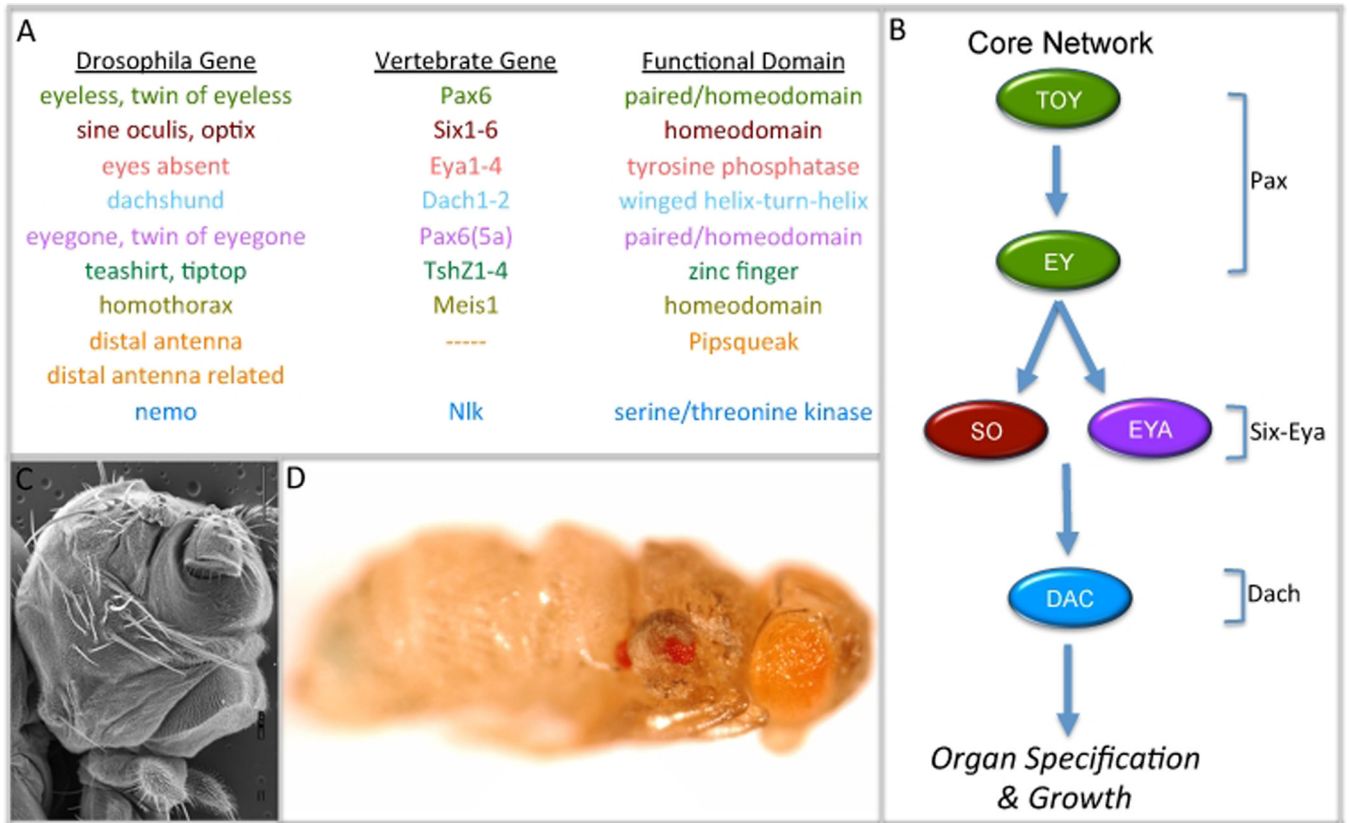 A
Drosophila Gene Vertebrate Gene Functional Domain
eyeless, twin of eyeless Pax6 paired/homeodomain
sine oculis, optix Six1-6 homeodomain
eyes absent Eya1-4 tyrosine phosphatase
dachshund Dach1-2 winged helix-turn-helix
eyegone, twin of eyegone Pax6(5a) paired/homeodomain
teashirt, tiptop TshZ1-4 zinc finger
homothorax Meis1 homeodomain
distal antenna ----- Pipsqueak
distal antenna related
nemo Nlk serine/threonine kinase
B
Core Network
TOY
Pax
EY
SO EYA Six-Eya
DAC Dach
Organ Specification
& Growth
C
D